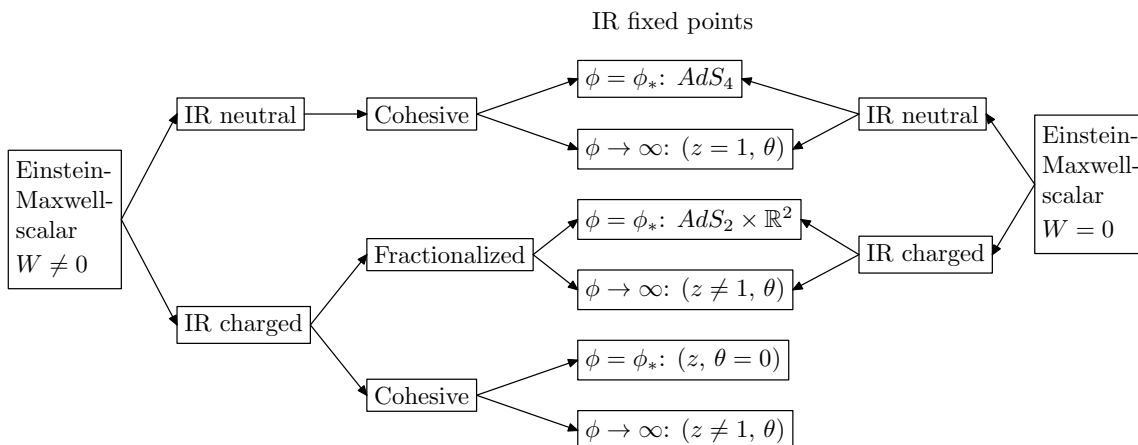 IR fixed points
Einstein-
Maxwell-
scalar
W ≠ 0
IR neutral
IR charged
Cohesive
Fractionalized
Cohesive
ϕ = ϕ∗: AdS₄
ϕ → ∞: (z = 1, θ)
ϕ = ϕ∗: AdS₂ × ℝ²
ϕ → ∞: (z ≠ 1, θ)
ϕ = ϕ∗: (z, θ = 0)
ϕ → ∞: (z ≠ 1, θ)
IR neutral
IR charged
Einstein-
Maxwell-
scalar
W = 0